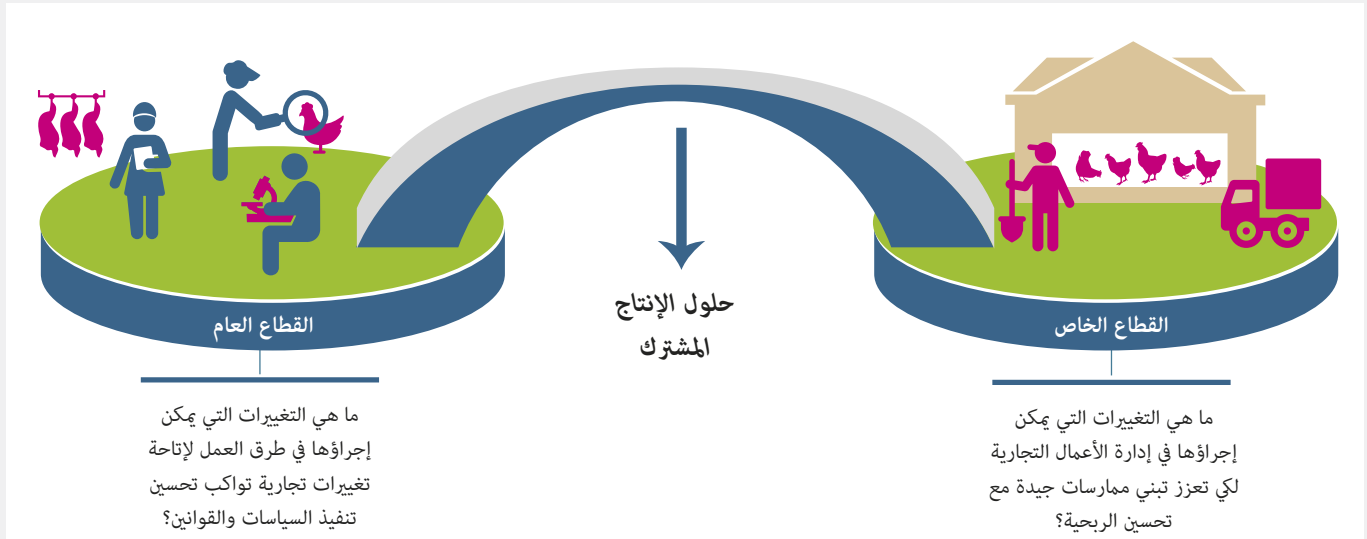 القطاع الخاص
ما هي التغييرات التي يمكن
إجراؤها في إدارة الأعمال التجارية
لكي تعزز تبني ممارسات جيدة مع
تحسين الربحية؟
حلول الإنتاج
المشترك
القطاع العام
ما هي التغييرات التي يمكن
إجراؤها في طرق العمل لإتاحة
تغييرات تجارية تواكب تحسين
تنفيذ السياسات والقوانين؟